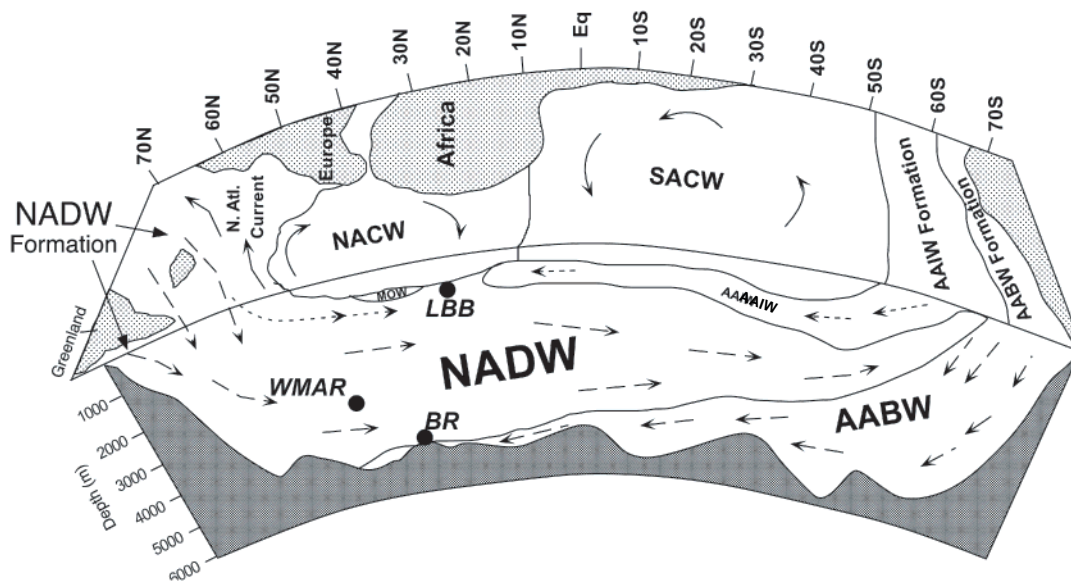 70N
60N
50N
40N
30N
20N
10N
Eq
10S
20S
30S
40S
50S
60S
70S
Europe
Africa
N. Atl.
Current
NACW
SACW
AAIW Formation
AABW Formation
NADW
Formation
Greenland
MOW
LBB
AAIW
NADW
WMAR
BR
AABW
1000
2000
3000
4000
5000
6000
Depth (m)